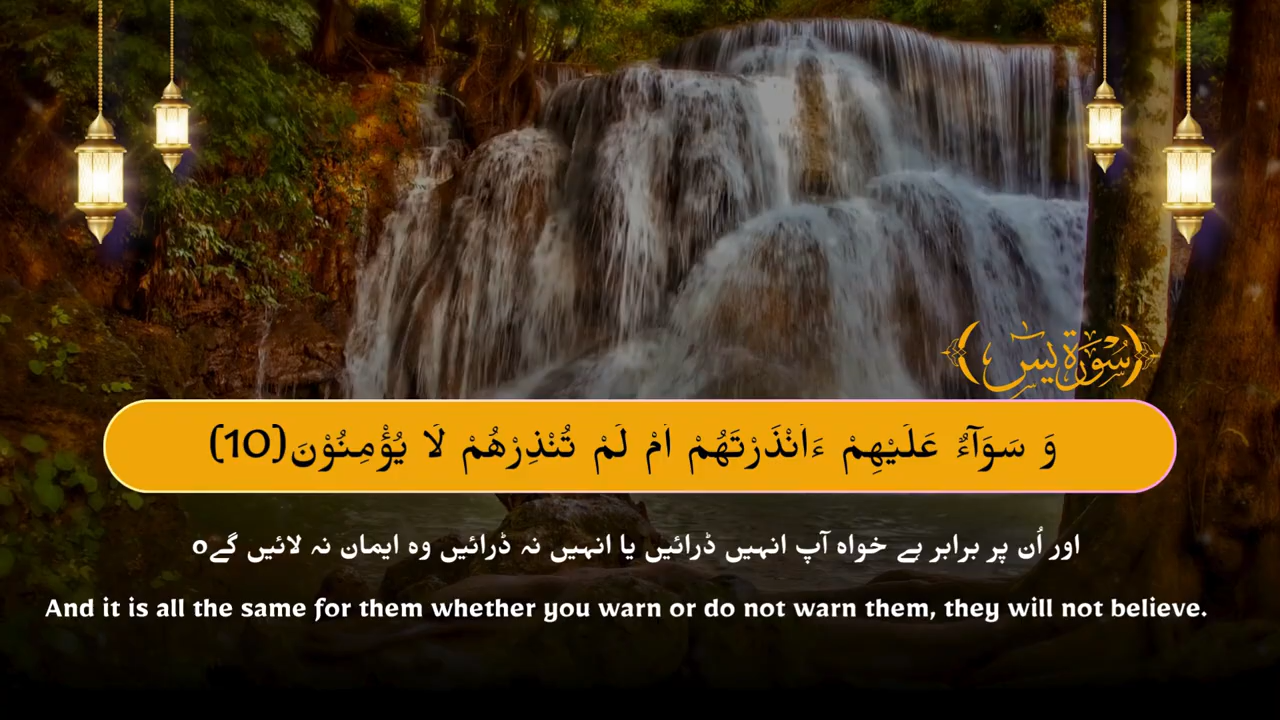 سُوْرَةُ يٰسٓ
وَ سَوَآءٌ عَلَيْهِمْ ءَاَنْذَرْتَهُمْ اَمْ لَمْ تُنْذِرْهُمْ لَا يُؤْمِنُوْنَ(10)
اور اُن پر برابر ہے خواہ آپ انہیں ڈرائیں یا انہیں نہ ڈرائیں وہ ایمان نہ لائیں گےo
And it is all the same for them whether you warn or do not warn them, they will not believe.